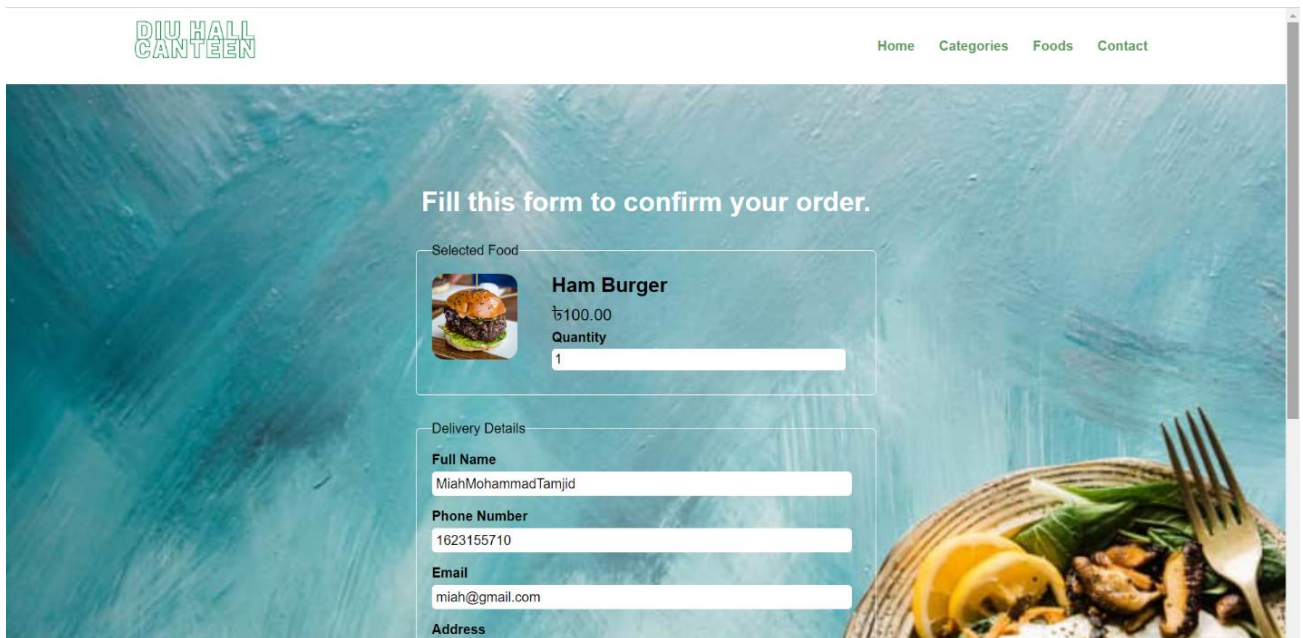 DIU HALL
CANTEEN
Home Categories Foods Contact
Fill this form to confirm your order.
Selected Food
Ham Burger
৳100.00
Quantity
1
Delivery Details
Full Name
MiahMohammadTamjid
Phone Number
1623155710
Email
miah@gmail.com
Address